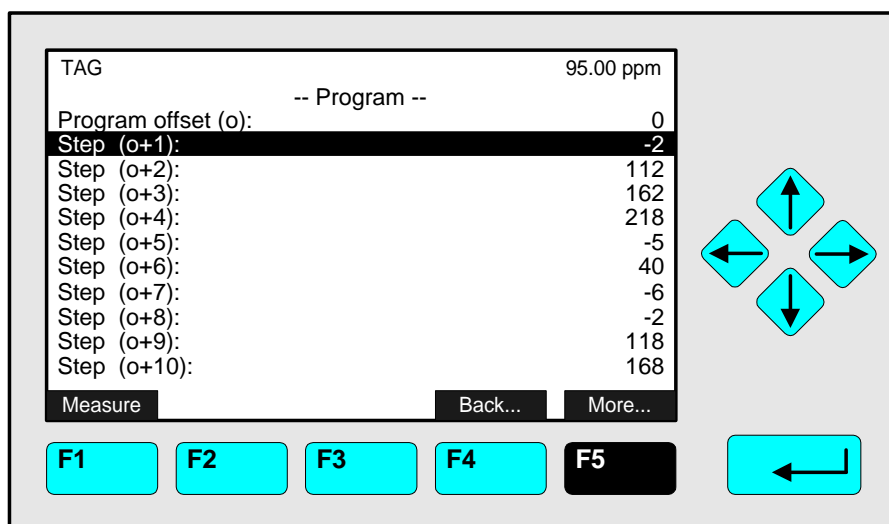 TAG 95.00 ppm
-- Program --
Program offset (o): 0
Step (o+1): -2
Step (o+2): 112
Step (o+3): 162
Step (o+4): 218
Step (o+5): -5
Step (o+6): 40
Step (o+7): -6
Step (o+8): -2
Step (o+9): 118
Step (o+10): 168
Measure Back... More...
F1 F2 F3 F4 F5